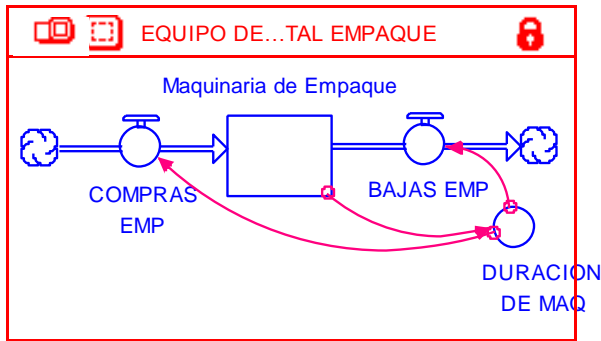 EQUIPO DE...TAL EMPAQUE
Maquinaria de Empaque
COMPRAS
EMP
BAJAS EMP
DURACION
DE MAQ